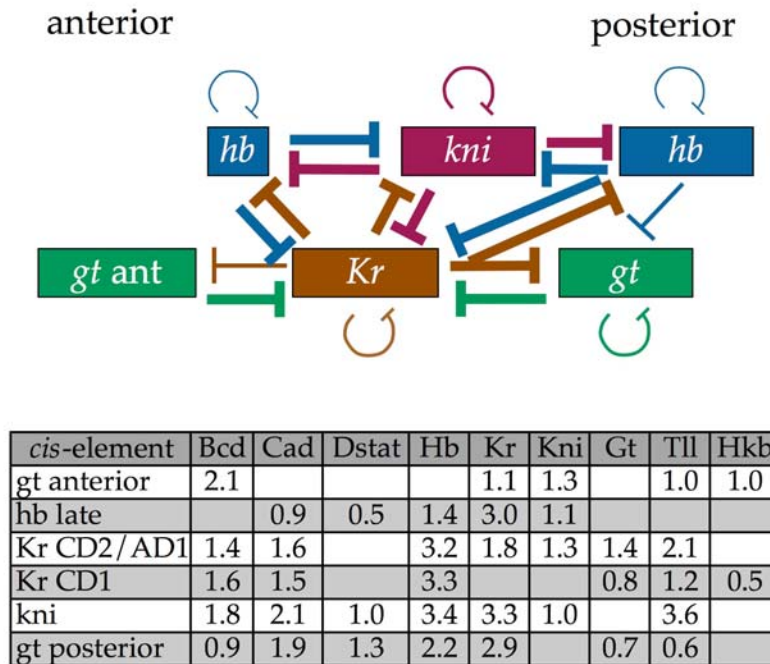 anterior posterior
hb kni hb
gt ant Kr gt
cis-element Bcd Cad Dstat Hb Kr Kni Gt Tll Hkb
gt anterior 2.1 1.1 1.3 1.0 1.0
hb late 0.9 0.5 1.4 3.0 1.1
Kr CD2/AD1 1.4 1.6 3.2 1.8 1.3 1.4 2.1
Kr CD1 1.6 1.5 3.3 0.8 1.2 0.5
kni 1.8 2.1 1.0 3.4 3.3 1.0 3.6
gt posterior 0.9 1.9 1.3 2.2 2.9 0.7 0.6